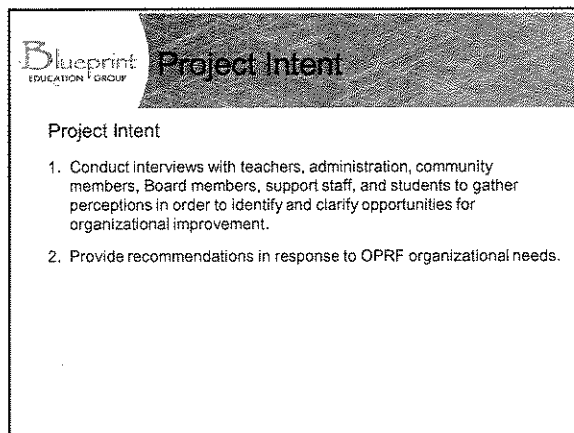 Blueprint
EDUCATION GROUP
Project Intent
Project Intent
1. Conduct interviews with teachers, administration, community
members, Board members, support staff, and students to gather
perceptions in order to identify and clarify opportunities for
organizational improvement.
2. Provide recommendations in response to OPRF organizational needs.